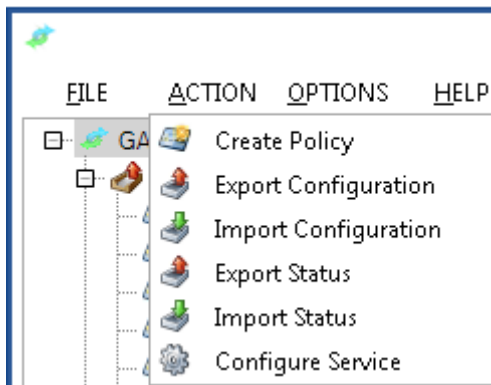 FILE ACTION OPTIONS HELP
GA
Create Policy
Export Configuration
Import Configuration
Export Status
Import Status
Configure Service